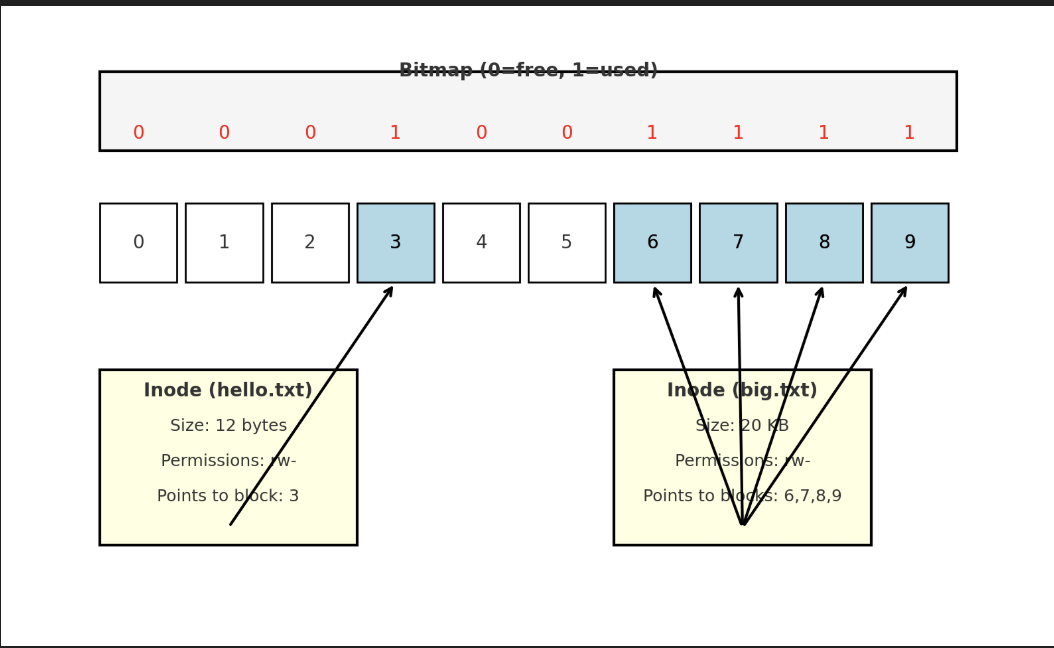 Bitmap (0=free, 1=used)
0 0 0 1 0 0 1 1 1 1
0 1 2 3 4 5 6 7 8 9
Inode (hello.txt)
Size: 12 bytes
Permissions: rw-
Points to block: 3
Inode (big.txt)
Size: 20 KB
Permissions: rw-
Points to blocks: 6,7,8,9